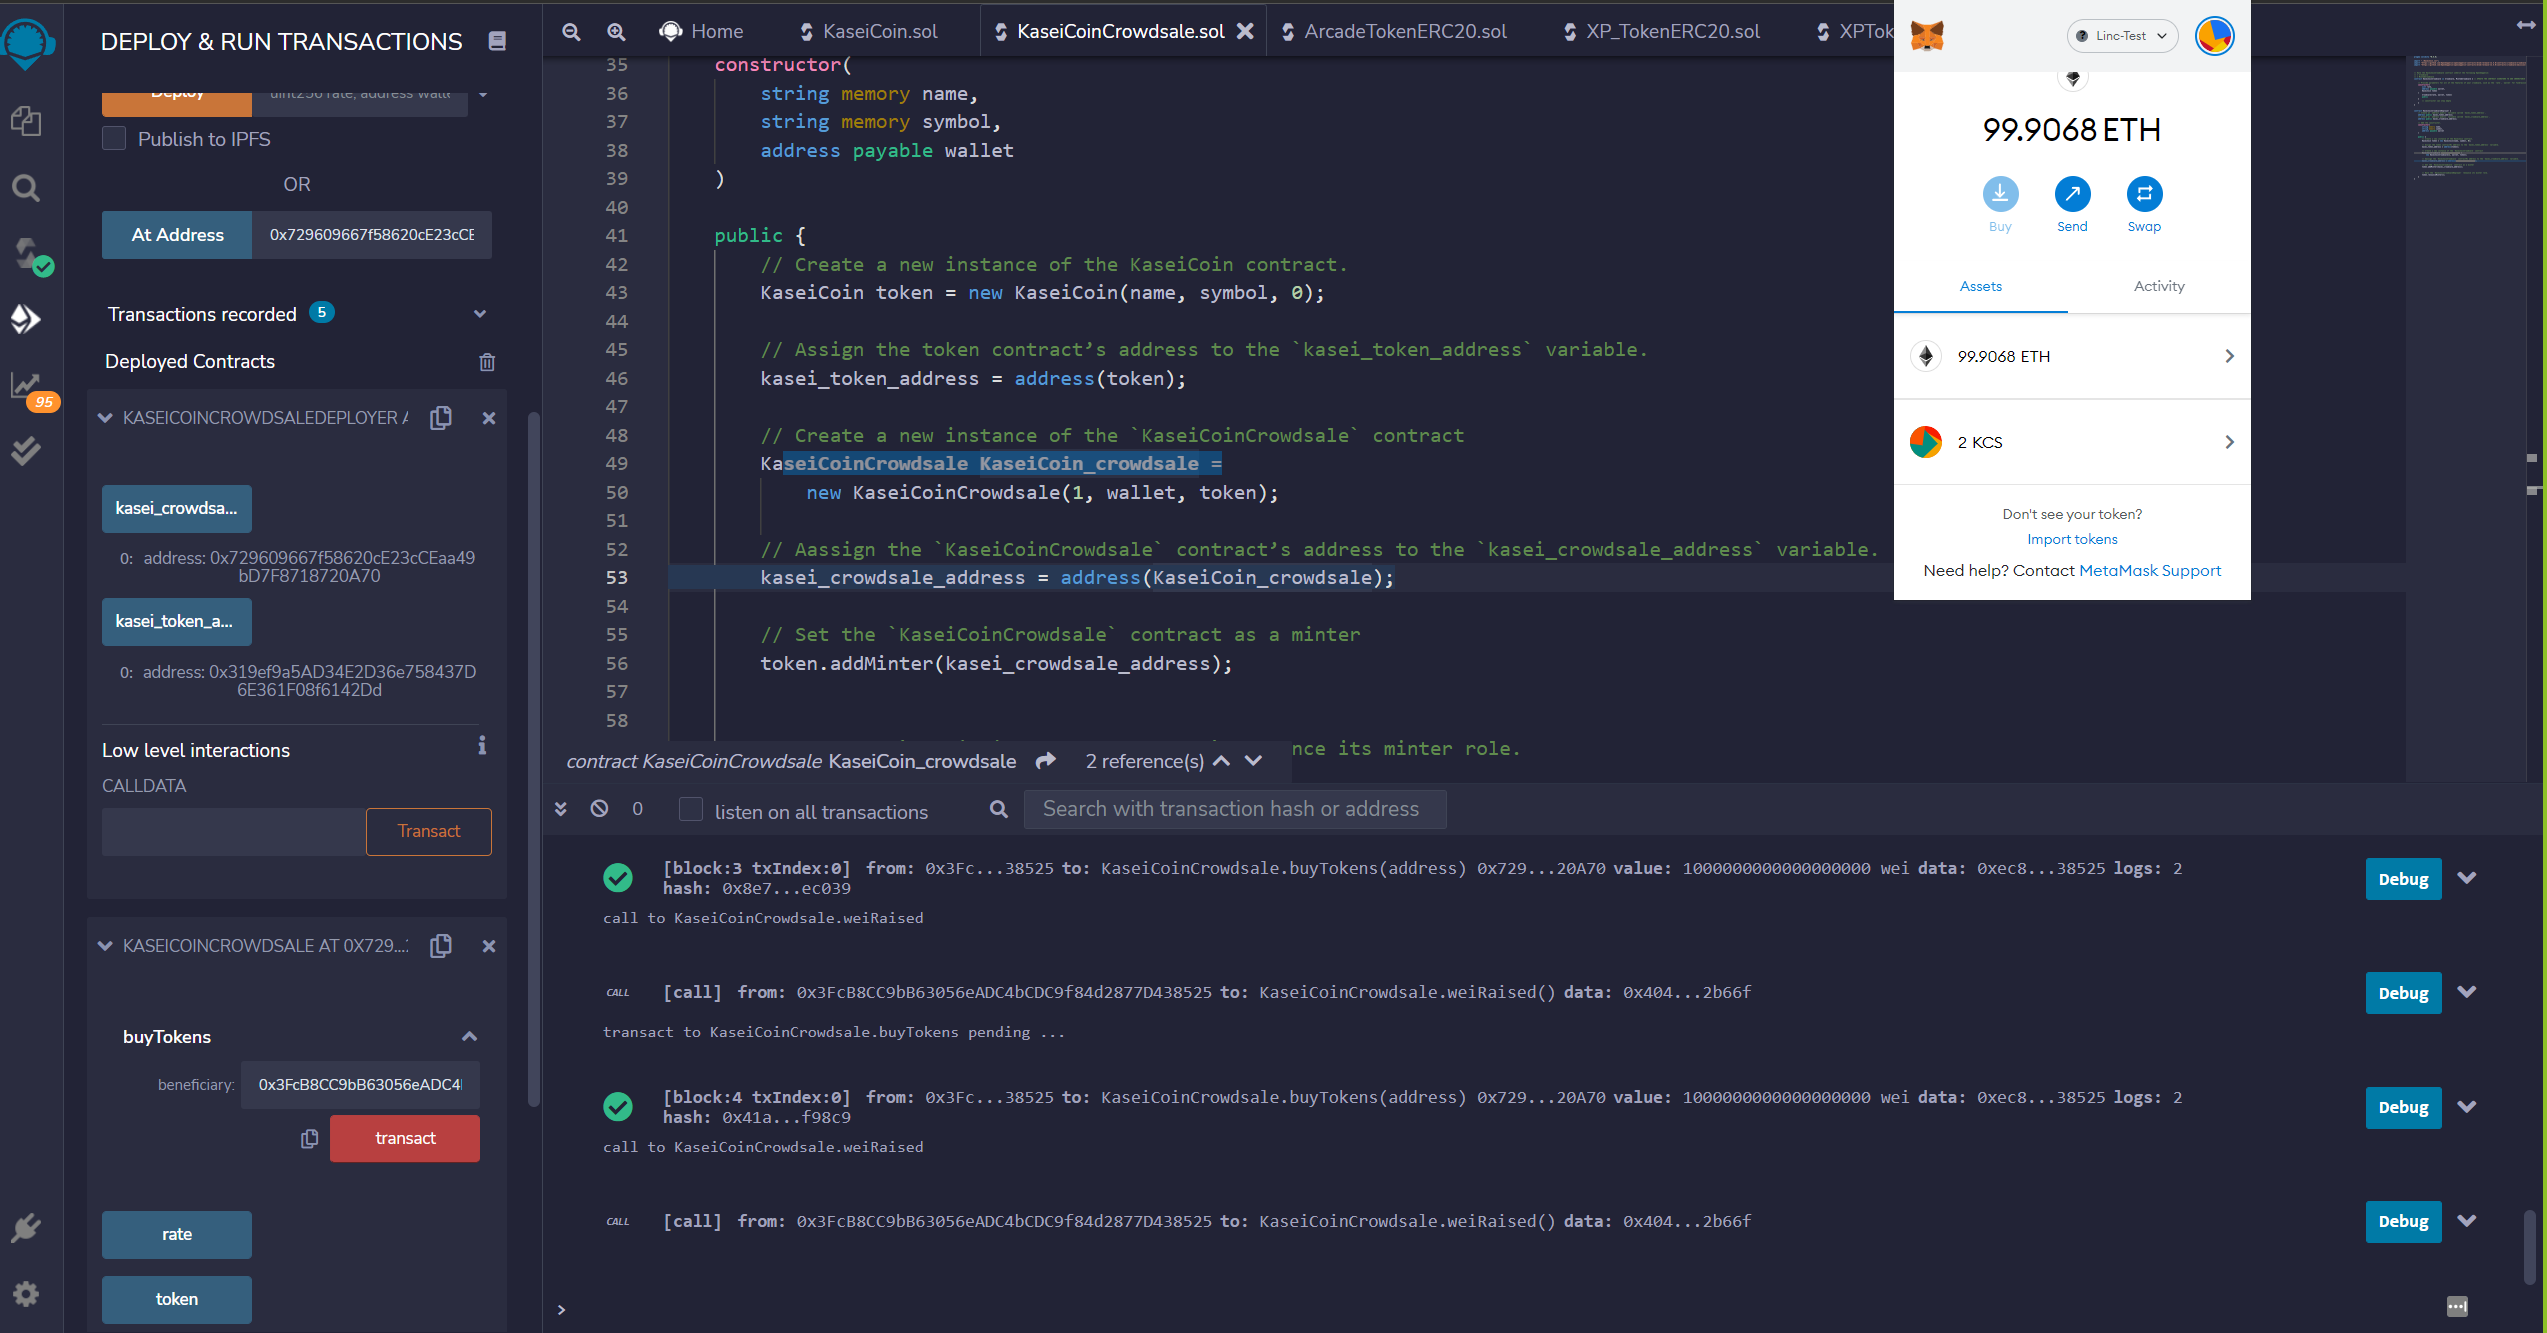 DEPLOY & RUN TRANSACTIONS
Deploy
uint256 rate, address walle
Publish to IPFS
OR
At Address
0x729609667f58620cE23cCE
Transactions recorded 5
Deployed Contracts
95
KASEICOINCROWDSALEDEPLOYER A
kasei_crowdsa...
0: address: 0x729609667f58620cE23cCEaa49
bD7F8718720A70
kasei_token_a...
0: address: 0x319ef9a5AD34E2D36e758437D
6E361F08f6142Dd
Low level interactions
CALLDATA
Transact
KASEICOINCROWDSALE AT 0X729...
buyTokens
beneficiary: 0x3FcB8CC9bB63056eADC4
transact
rate
token
Home
KaseiCoin.sol
KaseiCoinCrowdsale.sol
ArcadeTokenERC20.sol
XP_TokenERC20.sol
XPTok
35 constructor(
36 string memory name,
37 string memory symbol,
38 address payable wallet
39 )
40
41 public {
42 // Create a new instance of the KaseiCoin contract.
43 KaseiCoin token = new KaseiCoin(name, symbol, 0);
44
45 // Assign the token contract’s address to the `kasei_token_address` variable.
46 kasei_token_address = address(token);
47
48 // Create a new instance of the `KaseiCoinCrowdsale` contract
49 KaseiCoinCrowdsale KaseiCoin_crowdsale =
50 new KaseiCoinCrowdsale(1, wallet, token);
51
52 // Aassign the `KaseiCoinCrowdsale` contract’s address to the `kasei_crowdsale_address` variable.
53 kasei_crowdsale_address = address(KaseiCoin_crowdsale);
54
55 // Set the `KaseiCoinCrowdsale` contract as a minter
56 token.addMinter(kasei_crowdsale_address);
57
58
nce its minter role.
contract KaseiCoinCrowdsale KaseiCoin_crowdsale 2 reference(s)
0 listen on all transactions
Search with transaction hash or address
[block:3 txIndex:0] from: 0x3Fc...38525 to: KaseiCoinCrowdsale.buyTokens(address) 0x729...20A70 value: 1000000000000000000 wei data: 0xec8...38525 logs: 2
hash: 0x8e7...ec039
Debug
call to KaseiCoinCrowdsale.weiRaised
CALL [call] from: 0x3FcB8CC9bB63056eADC4bCDC9f84d2877D438525 to: KaseiCoinCrowdsale.weiRaised() data: 0x404...2b66f
Debug
transact to KaseiCoinCrowdsale.buyTokens pending ...
[block:4 txIndex:0] from: 0x3Fc...38525 to: KaseiCoinCrowdsale.buyTokens(address) 0x729...20A70 value: 1000000000000000000 wei data: 0xec8...38525 logs: 2
hash: 0x41a...f98c9
Debug
call to KaseiCoinCrowdsale.weiRaised
CALL [call] from: 0x3FcB8CC9bB63056eADC4bCDC9f84d2877D438525 to: KaseiCoinCrowdsale.weiRaised() data: 0x404...2b66f
Debug
>
Linc-Test
99.9068 ETH
Buy
Send
Swap
Assets
Activity
99.9068 ETH
2 KCS
Don't see your token?
Import tokens
Need help? Contact MetaMask Support